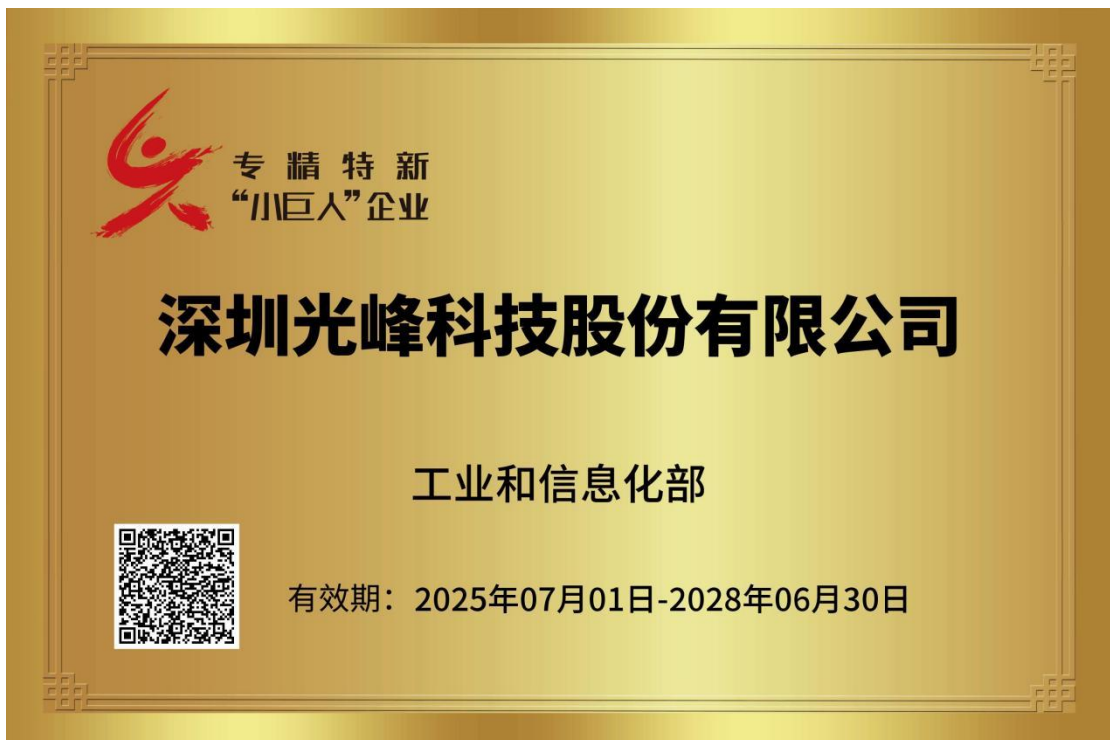 专精特新
“小巨人”企业
深圳光峰科技股份有限公司
工业和信息化部
有效期：2025年07月01日-2028年06月30日